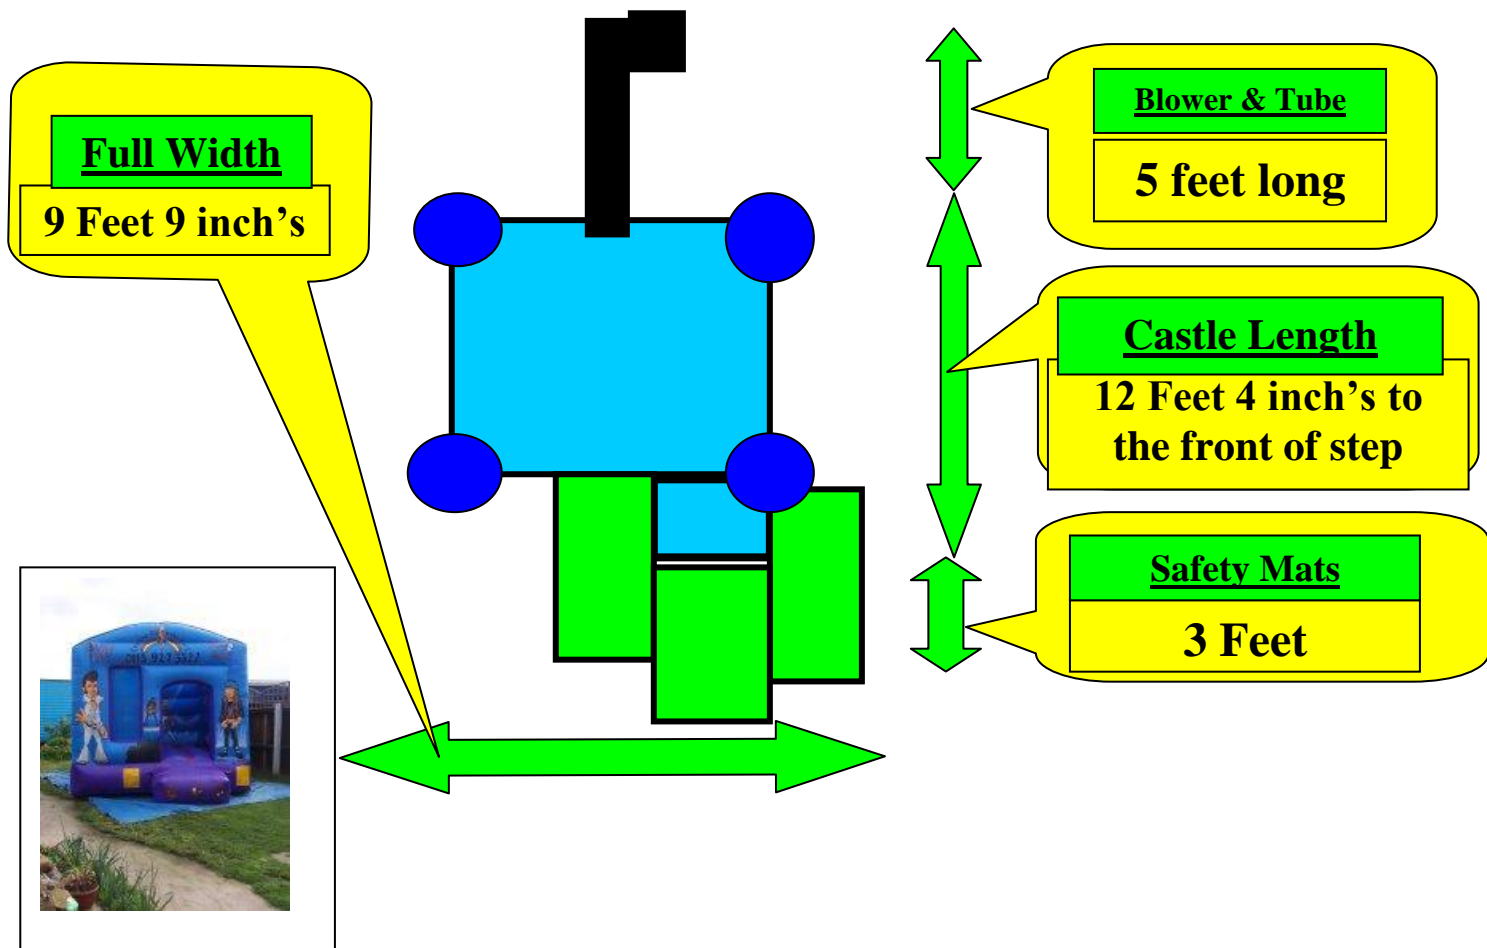 Full Width
9 Feet 9 inch’s
Blower & Tube
5 feet long
Castle Length
12 Feet 4 inch’s to
the front of step
Safety Mats
3 Feet